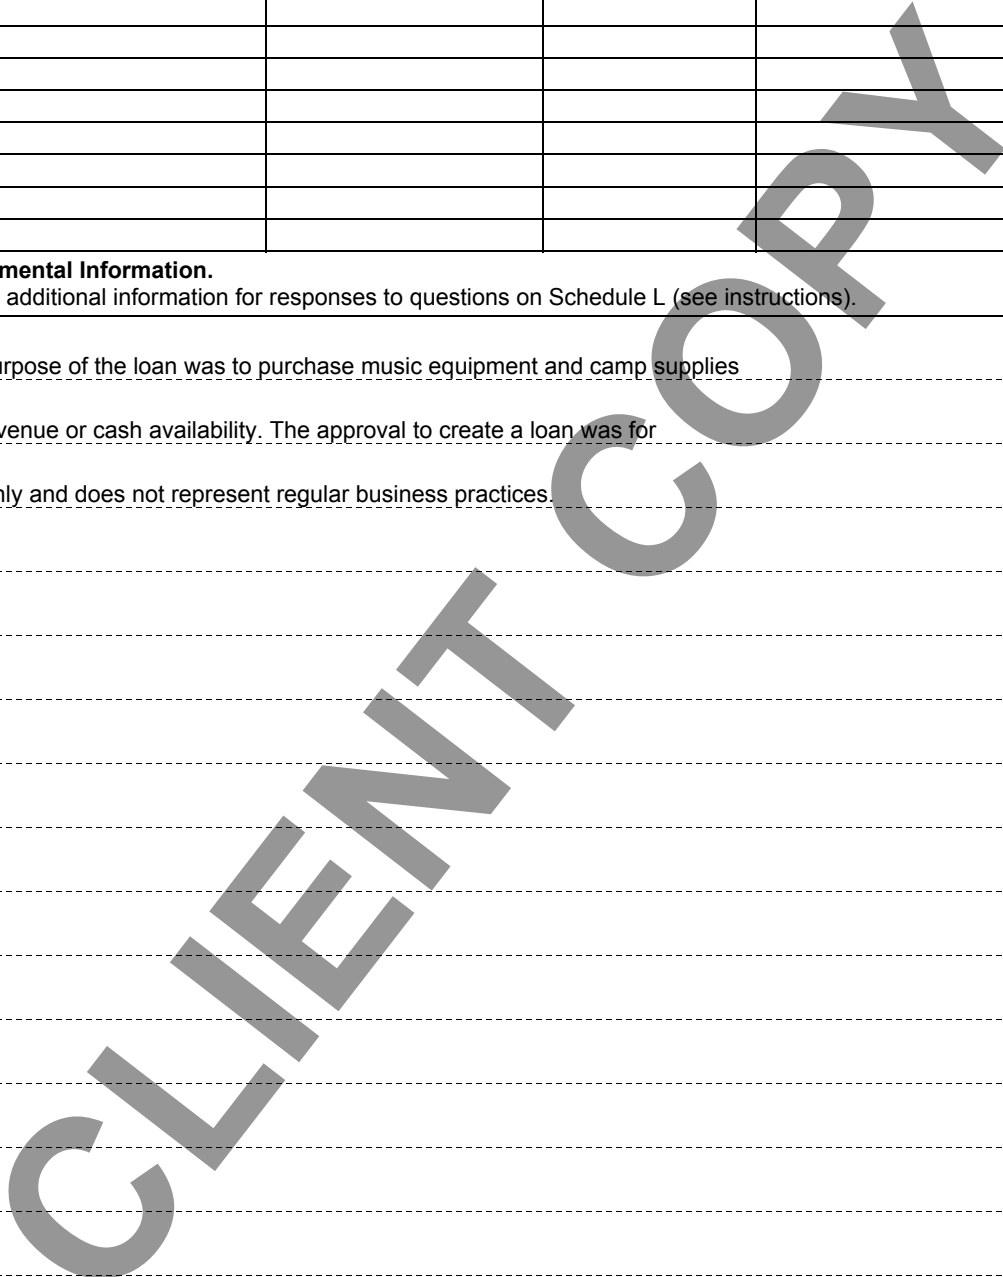 mental Information.
additional information for responses to questions on Schedule L (see instructions).
urpose of the loan was to purchase music equipment and camp supplies
venue or cash availability. The approval to create a loan was for
nly and does not represent regular business practices.
CLIENT COPY